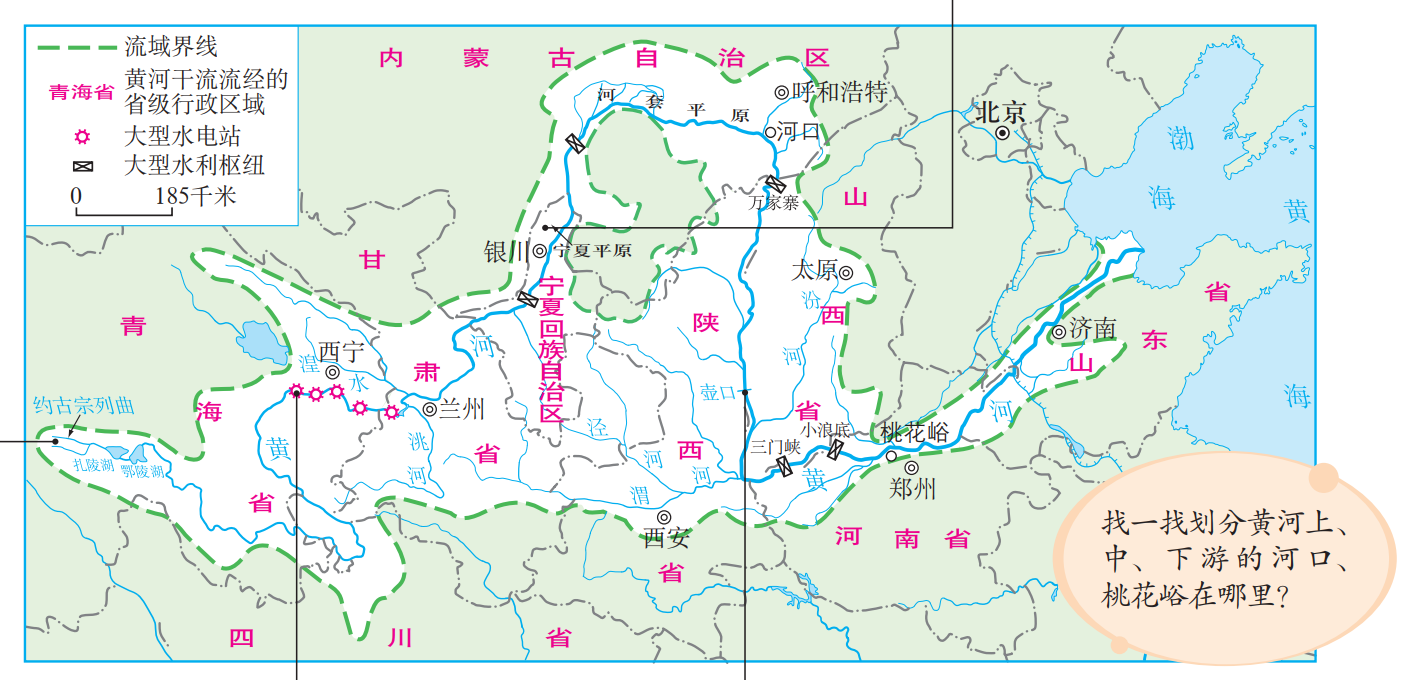 流域界线
青海省
黄河干流流经的
省级行政区域
大型水电站
大型水利枢纽
0 185千米
内蒙古自治区
河套平原
呼和浩特
河口
北京
渤海
黄海
万家寨
山西省
银川
宁夏平原
宁夏回族自治区
太原
汾河
甘肃省
青海省
陕西省
山东省
济南
西宁
湟水
兰州
黄河
洮河
泾河
渭河
壶口
约古宗列曲
扎陵湖
鄂陵湖
黄
三门峡
小浪底
桃花峪
黄河
郑州
西安
河南省
四川省
省
找一找划分黄河上、
中、下游的河口、
桃花峪在哪里?